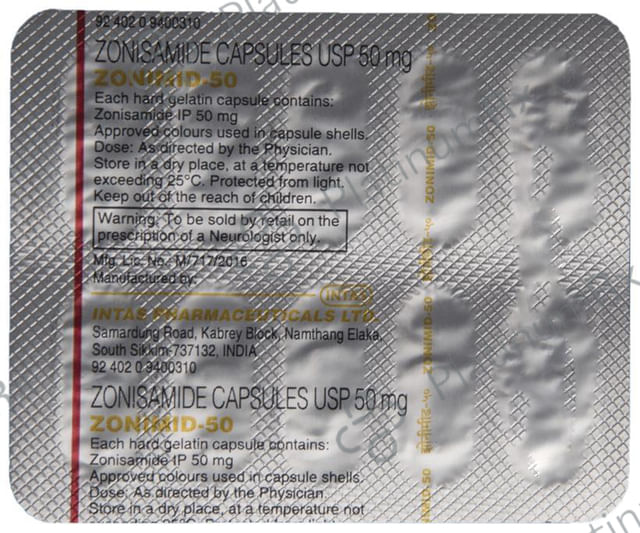 92 402 0 9400310
ZONISAMIDE CAPSULES USP 50 mg
ZONIMID-50
Each hard gelatin capsule contains:
Zonisamide IP 50 mg
Approved colours used in capsule shells.
Dose: As directed by the Physician.
Store in a dry place, at a temperature not
exceeding 25°C. Protected from light.
Keep out of the reach of children.
Warning: To be sold by retail on the
prescription of a Neurologist only.
Mfg. Lic. No.: M/717/2016
Manufactured by:
INTAS
INTAS PHARMACEUTICALS LTD.
Samardung Road, Kabrey Block, Namthang Elaka,
South Sikkim-737132, INDIA
92 402 0 9400310
ZONISAMIDE CAPSULES USP 50 mg
ZONIMID-50
Each hard gelatin capsule contains:
Zonisamide IP 50 mg
Approved colours used in capsule shells.
Dose: As directed by the Physician.
Store in a dry place, at a temperature not
ZONIMID-50
ZONIMID-50